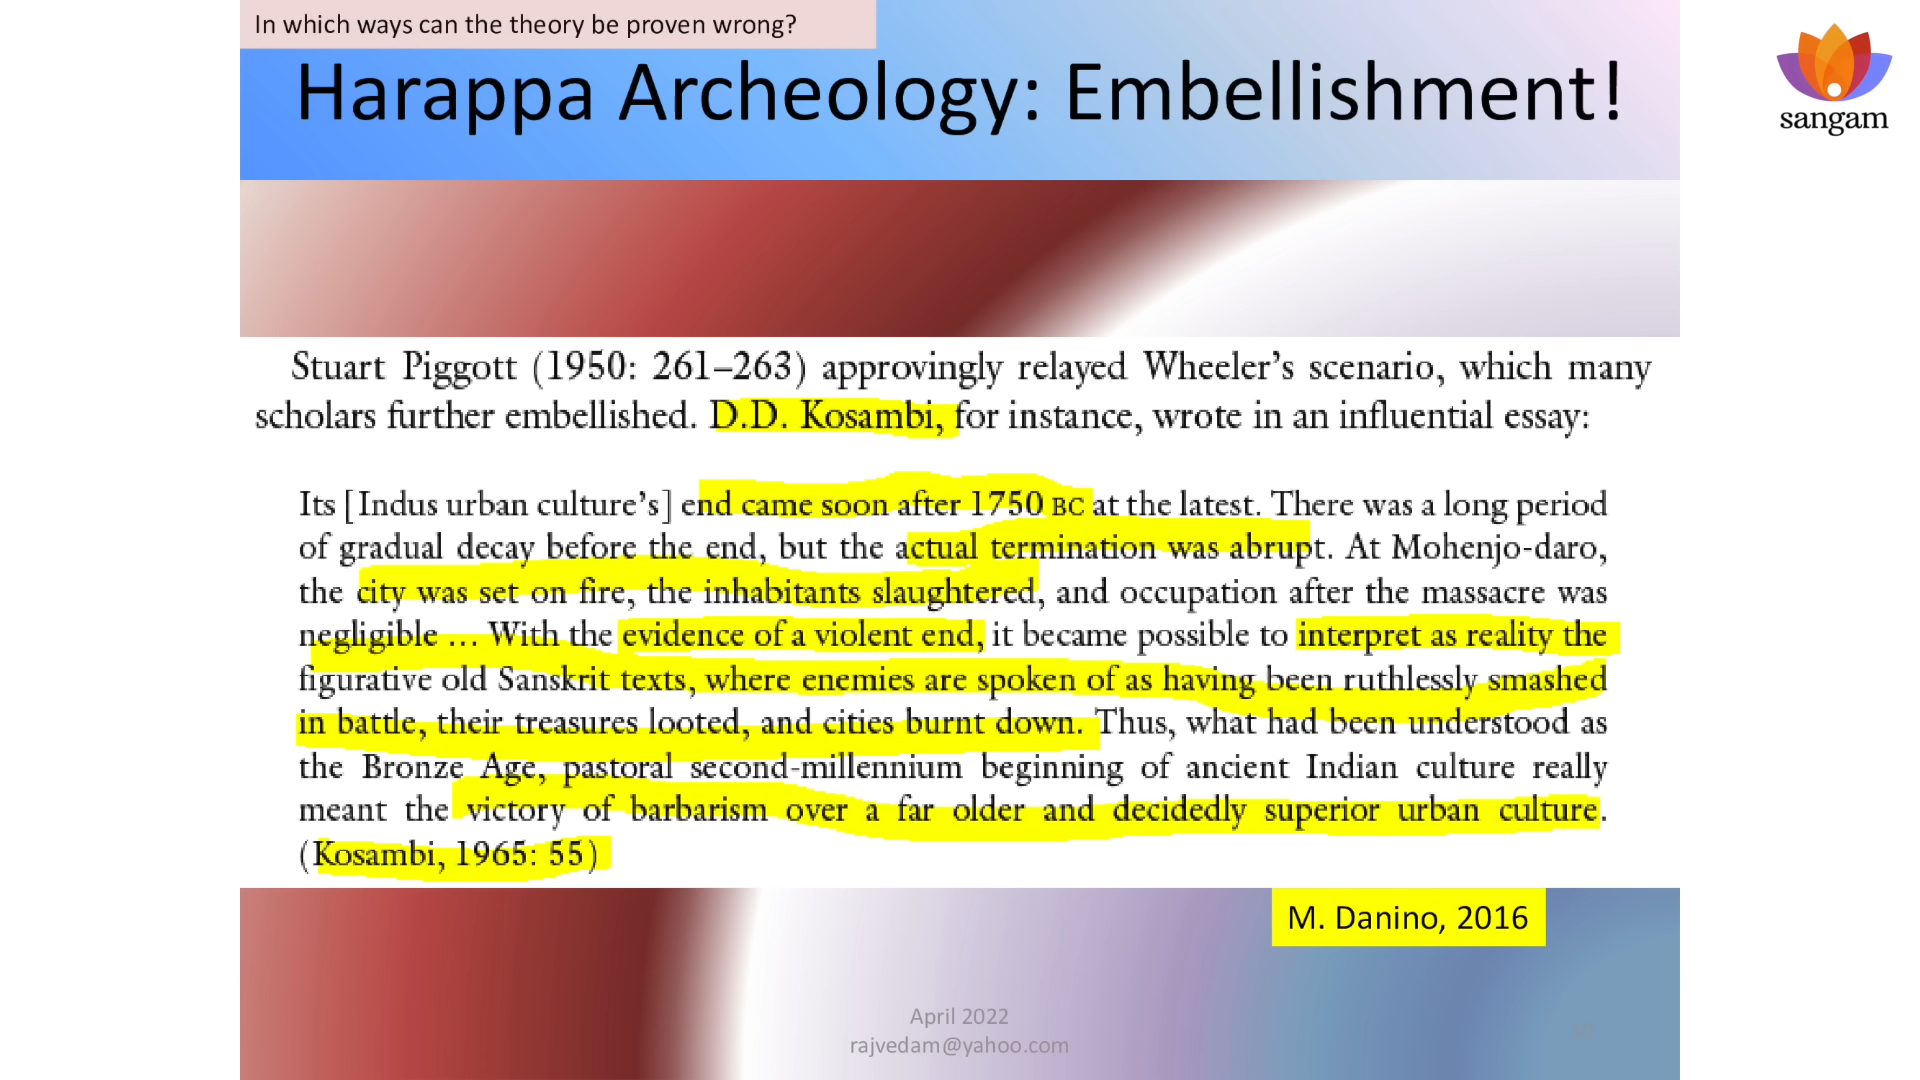 In which ways can the theory be proven wrong?
Harappa Archeology: Embellishment!
sangam
Stuart Piggott (1950: 261–263) approvingly relayed Wheeler's scenario, which many
scholars further embellished. D.D. Kosambi, for instance, wrote in an influential essay:
Its [Indus urban culture's] end came soon after 1750 BC at the latest. There was a long period
of gradual decay before the end, but the actual termination was abrupt. At Mohenjo-daro,
the city was set on fire, the inhabitants slaughtered, and occupation after the massacre was
negligible ... With the evidence of a violent end, it became possible to interpret as reality the
figurative old Sanskrit texts, where enemies are spoken of as having been ruthlessly smashed
in battle, their treasures looted, and cities burnt down. Thus, what had been understood as
the Bronze Age, pastoral second-millennium beginning of ancient Indian culture really
meant the victory of barbarism over a far older and decidedly superior urban culture.
(Kosambi, 1965: 55)
M. Danino, 2016
April 2022
rajvedam@yahoo.com